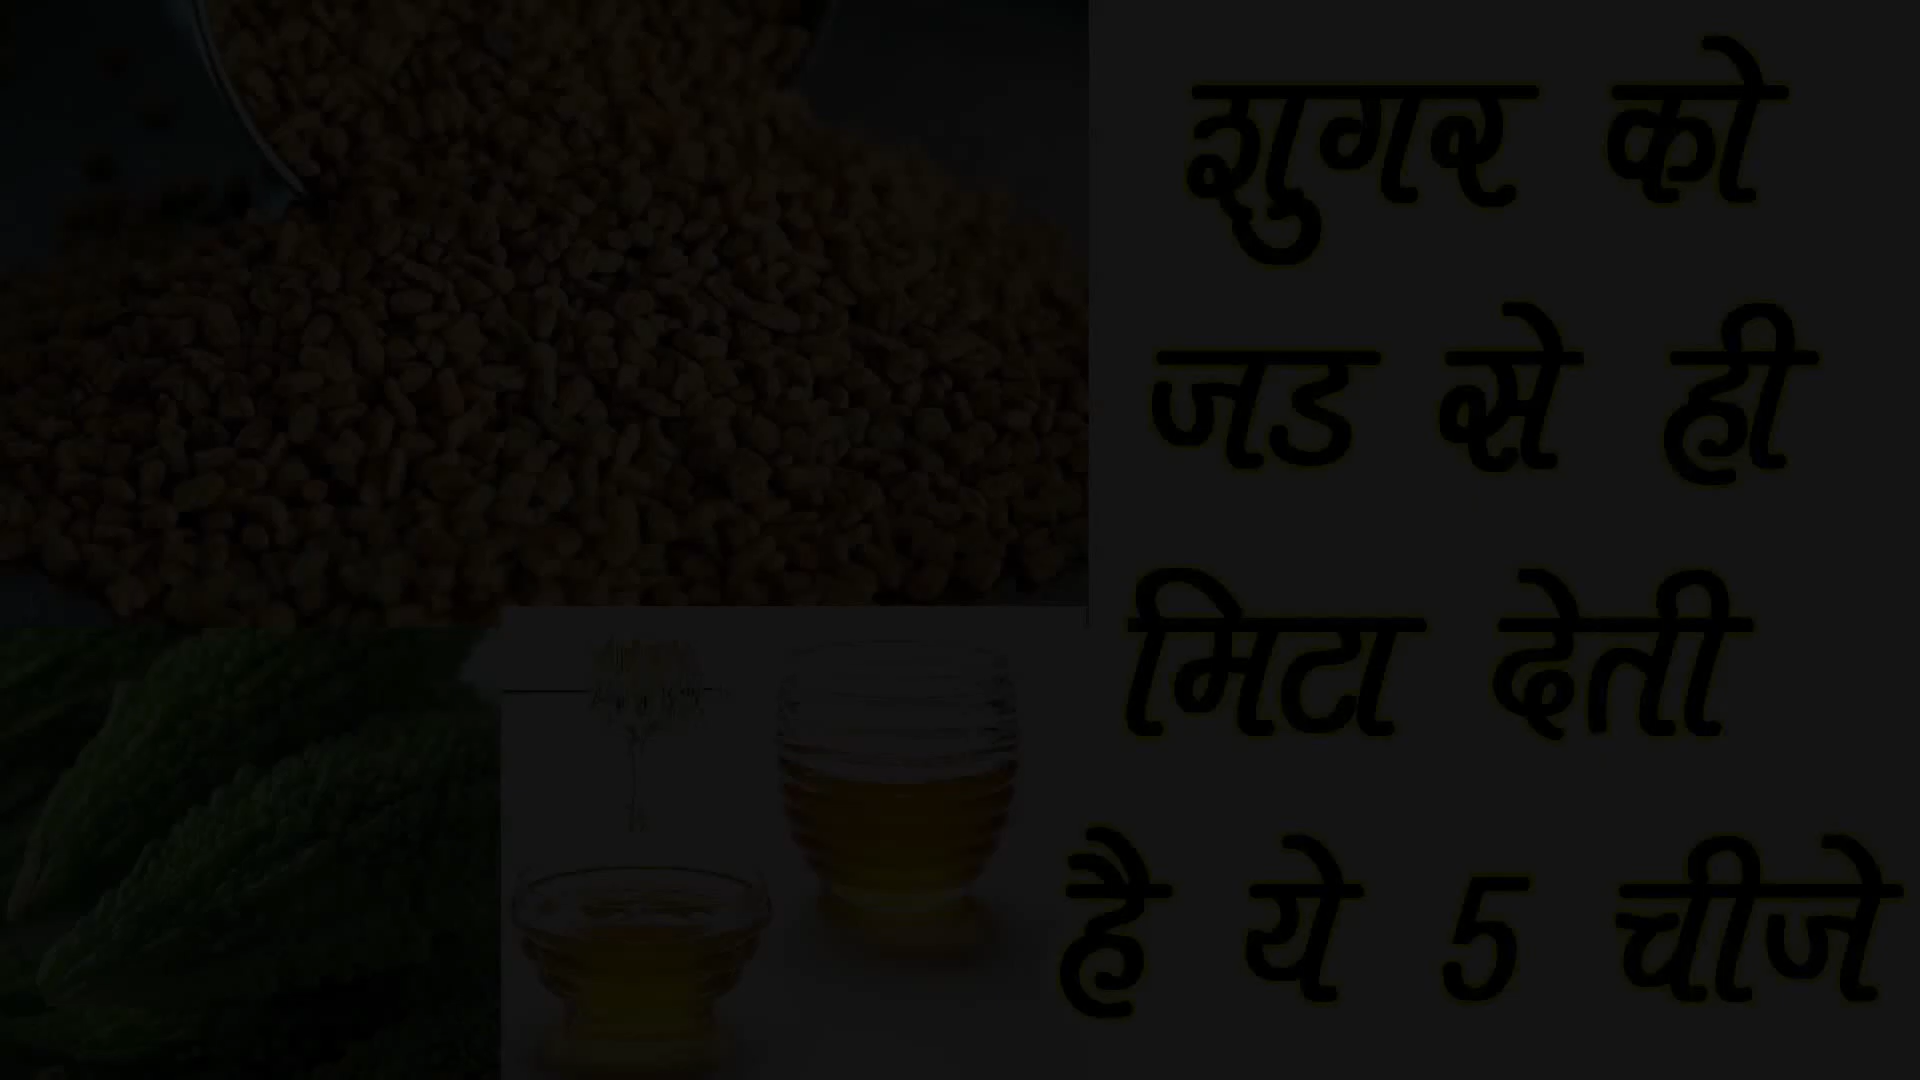 शुगर को
जड से ही
मिटा देती
है ये 5 चीजे